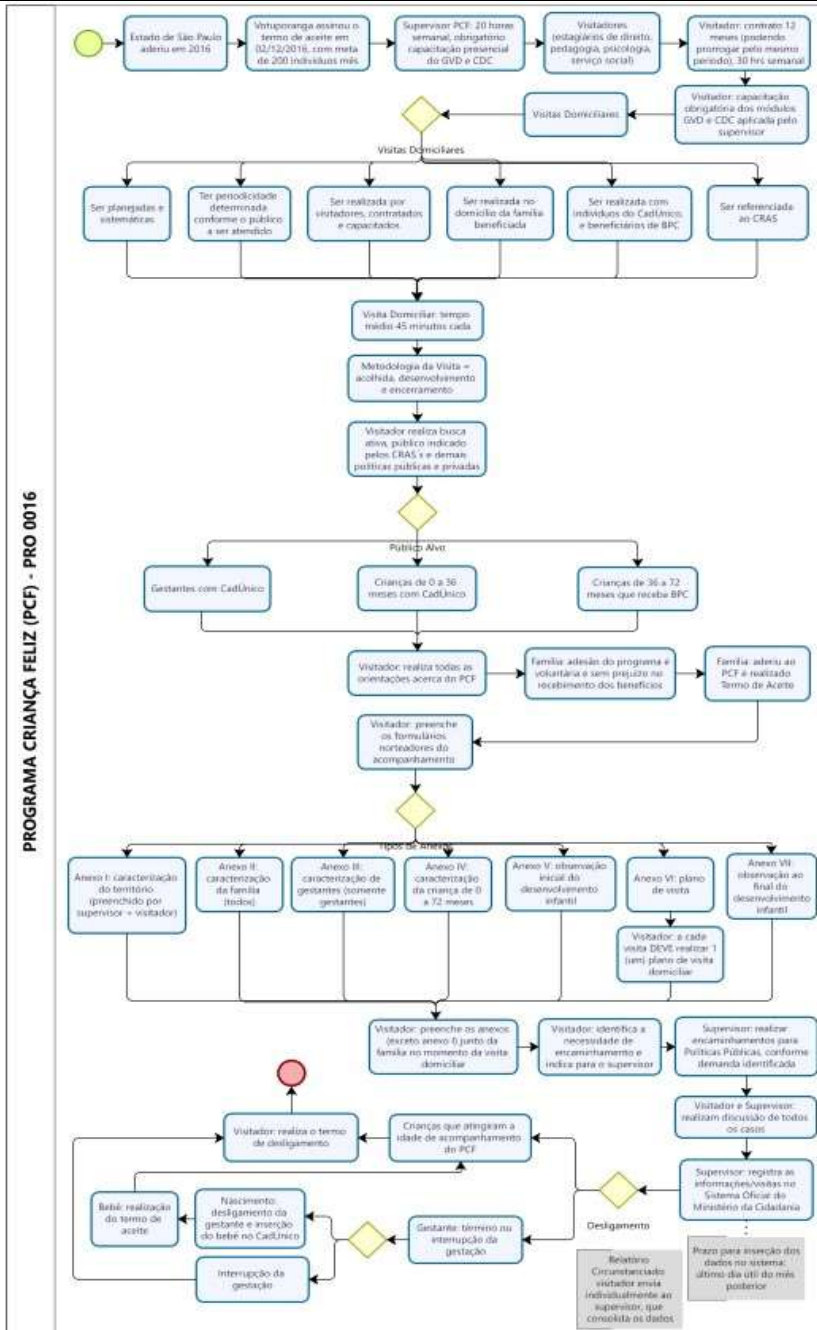 PROGRAMA CRIANÇA FELIZ (PCF) - PRO 0016
Estado de São Paulo
aderiu em 2016
Votuporanga assinou o
termo de aceite em
02/12/2016, com meta
de 200 indivíduos mês
Supervisor PCF: 20 horas
semanal, obrigatório
capacitação presencial
do GVD e CDC
Visitadores
(estagiários de direito,
pedagogia, psicologia,
serviço social)
Visitador: contrato 12
meses (podendo
prorrogar pelo mesmo
período), 30 hrs semanal
Visitador: capacitação
obrigatória dos módulos
GVD e CDC aplicada pelo
supervisor
Visitas Domiciliares
Visitas Domiciliares
Ser planejadas e
sistemáticas
Ter periodicidade
determinada
conforme o público
a ser atendido
Ser realizada por
visitadores, contratados
e capacitados
Ser realizada no
domicílio da família
beneficiada
Ser realizada com
indivíduos do CadÚnico,
e beneficiários de BPC
Ser referenciada
ao CRAS
Visita Domiciliar: tempo
médio 45 minutos cada
Metodologia da Visita =
acolhida, desenvolvimento
e encerramento
Visitador realiza busca
ativa, público indicado
pelos CRAS´s e demais
políticas públicas e privadas
Público Alvo
Gestantes com CadÚnico
Crianças de 0 a 36
meses com CadÚnico
Crianças de 36 a 72
meses que receba BPC
Visitador: realiza todas as
orientações acerca do PCF
Família: adesão do programa é
voluntária e sem prejuízo no
recebimento dos benefícios
Família: aderiu ao
PCF é realizado
Termo de Aceite
Visitador: preenche
os formulários
norteadores do
acompanhamento
Tipos de Anexos
Anexo I: caracterização
do território
(preenchido por
supervisor + visitador)
Anexo II:
caracterização
da família
(todos)
Anexo III:
caracterização de
gestantes (somente
gestantes)
Anexo IV:
caracterização
da criança de 0
a 72 meses
Anexo V: observação
inicial do
desenvolvimento
infantil
Anexo VI: plano
de visita
Anexo VII:
observação ao
final do
desenvolvimento
infantil
Visitador: a cada
visita DEVE realizar 1
(um) plano de visita
domiciliar
Visitador: preenche os anexos
(exceto anexo I) junto da
família no momento da visita
domiciliar
Visitador: identifica a
necessidade de
encaminhamento e
indica para o supervisor
Supervisor: realizar
encaminhamentos para
Políticas Públicas, conforme
demanda identificada
Visitador e Supervisor:
realizam discussão de todos
os casos
Supervisor: registra as
informações/visitas no
Sistema Oficial do
Ministério da Cidadania
Prazo para inserção dos
dados no sistema:
último dia útil do mês
posterior
Desligamento
Relatório
Circunstanciado
visitador envia
individualmente ao
supervisor, que
consolida os dados
Crianças que atingiram a
idade de acompanhamento
do PCF
Visitador: realiza o termo
de desligamento
Gestante: término ou
interrupção da
gestação
Nascimento:
desligamento da
gestante e inserção
do bebê no CadÚnico
Bebê: realização
do termo de
aceite
Interrupção da
gestação